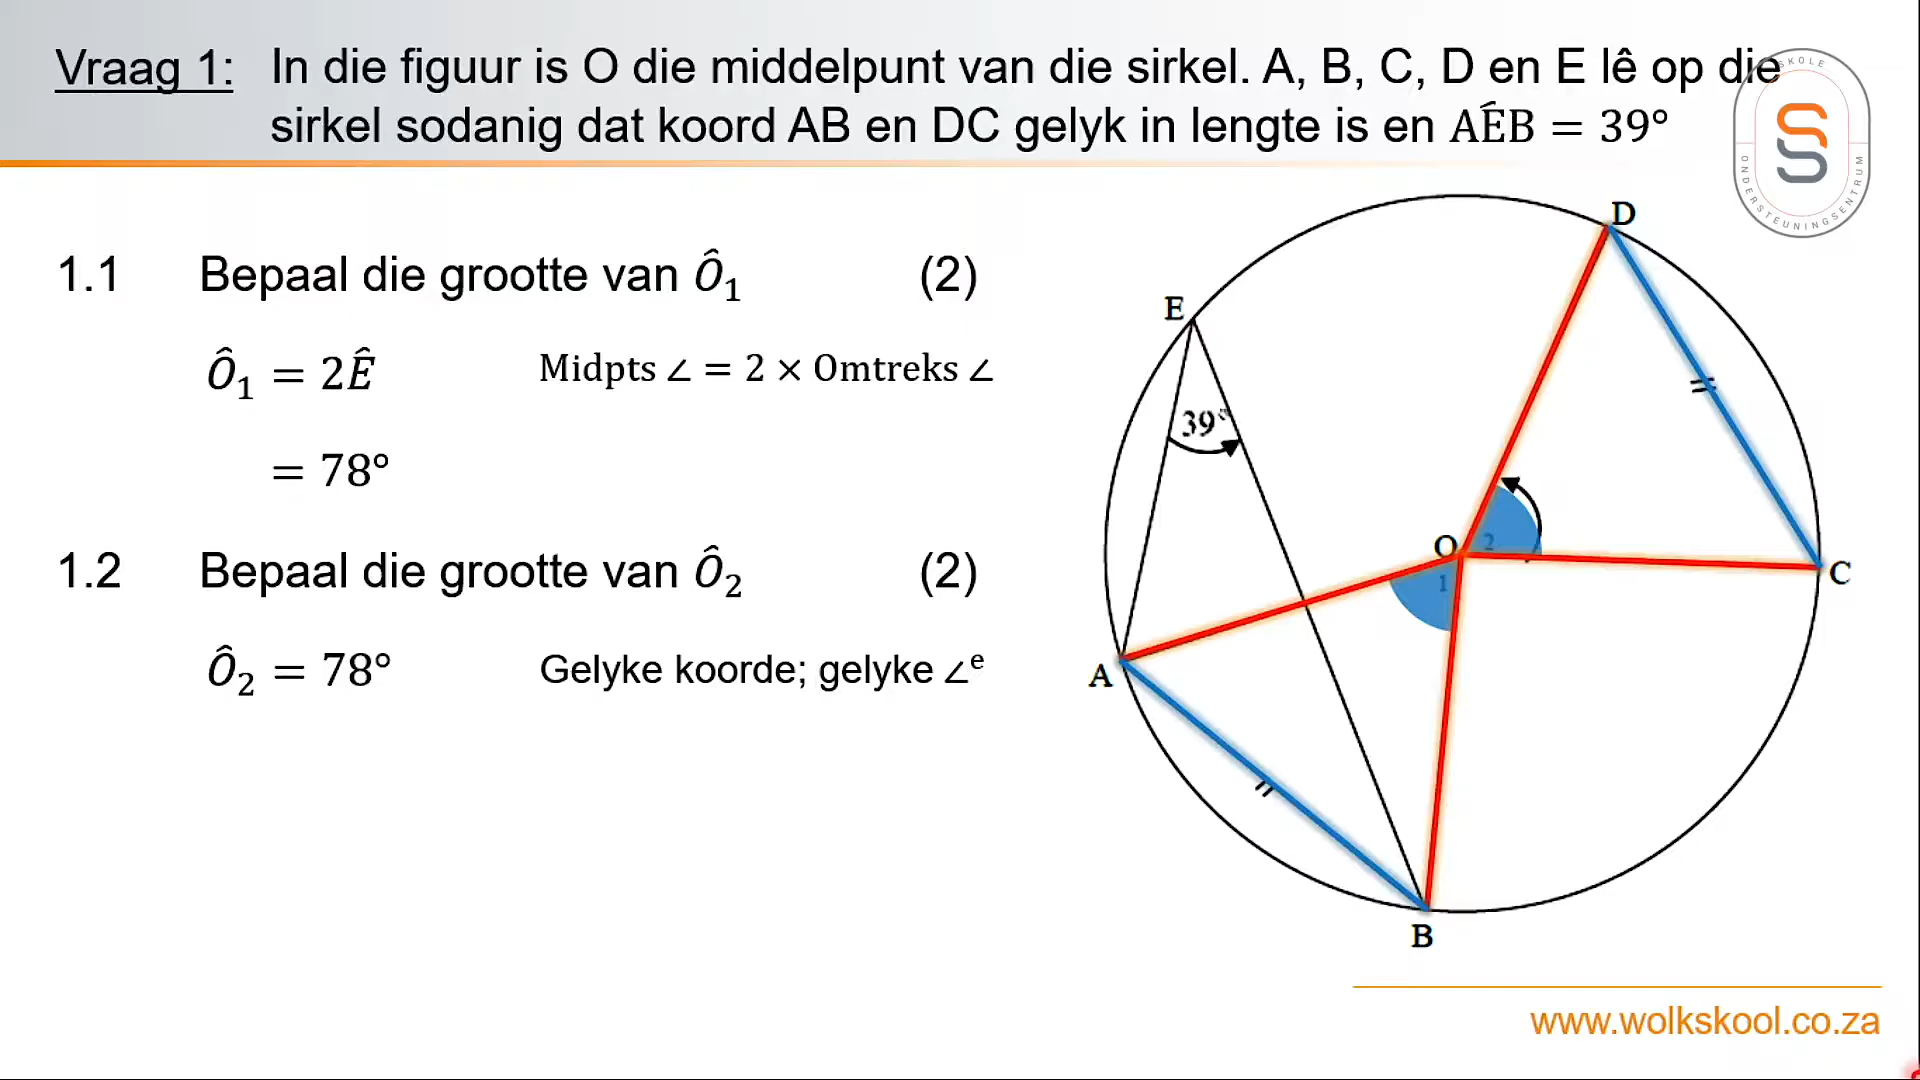 Vraag 1: In die figuur is O die middelpunt van die sirkel. A, B, C, D en E lê op die
sirkel sodanig dat koord AB en DC gelyk in lengte is en AÊB = 39°
SKOLE
ONDERSTEUNINGSENTRUM
1.1 Bepaal die grootte van Ô₁ (2)
Ô₁ = 2Ê Midpts ∠ = 2 × Omtreks ∠
= 78°
1.2 Bepaal die grootte van Ô₂ (2)
Ô₂ = 78° Gelyke koorde; gelyke ∠ᵉ
D
E
39°
O
2
1
C
A
B
www.wolkskool.co.za